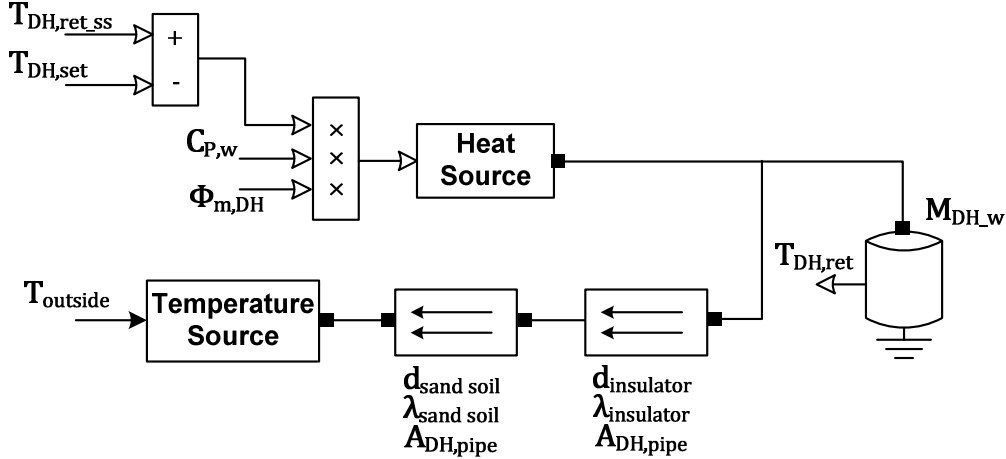 T_DH,ret_ss
+
T_DH,set
-
×
C_P,w
×
Φ_m,DH
×
Heat
Source
M_DH_w
T_DH,ret
T_outside
Temperature
Source
d_sand soil
λ_sand soil
A_DH,pipe
d_insulator
λ_insulator
A_DH,pipe